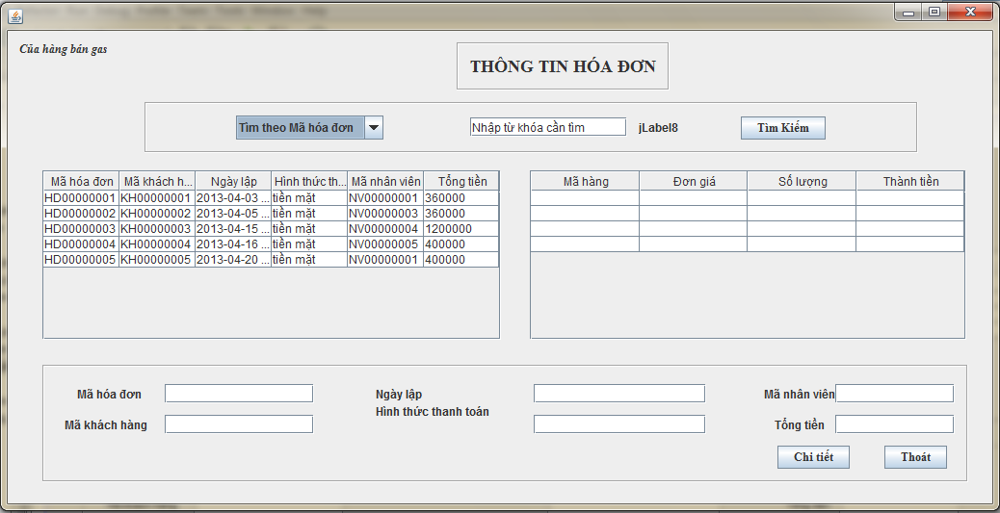 Cửa hàng bán gas
THÔNG TIN HÓA ĐƠN
Tìm theo Mã hóa đơn Nhập từ khóa cần tìm jLabel8 Tìm Kiếm
Mã hóa đơn Mã khách h... Ngày lập Hình thức th... Mã nhân viên Tổng tiền
HD00000001 KH00000001 2013-04-03 ... tiền mặt NV00000001 360000
HD00000002 KH00000002 2013-04-05 ... tiền mặt NV00000003 360000
HD00000003 KH00000003 2013-04-15 ... tiền mặt NV00000004 1200000
HD00000004 KH00000004 2013-04-16 ... tiền mặt NV00000005 400000
HD00000005 KH00000005 2013-04-20 ... tiền mặt NV00000001 400000
Mã hàng Đơn giá Số lượng Thành tiền
Mã hóa đơn Ngày lập Mã nhân viên
Hình thức thanh toán
Mã khách hàng Tổng tiền
Chi tiết Thoát